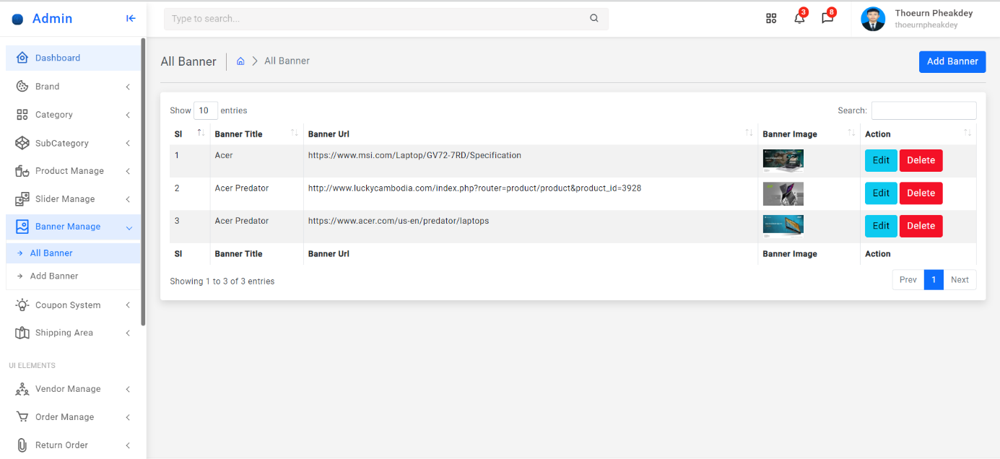 Admin
Type to search...
3
8
Thoeurn Pheakdey
thoeurnpheakdey
Dashboard
Brand
Category
SubCategory
Product Manage
Slider Manage
Banner Manage
All Banner
Add Banner
Coupon System
Shipping Area
UI ELEMENTS
Vendor Manage
Order Manage
Return Order
All Banner
All Banner
Add Banner
Show 10 entries
Search:
Sl Banner Title Banner Url Banner Image Action
1 Acer https://www.msi.com/Laptop/GV72-7RD/Specification Edit Delete
2 Acer Predator http://www.luckycambodia.com/index.php?router=product/product&product_id=3928 Edit Delete
3 Acer Predator https://www.acer.com/us-en/predator/laptops Edit Delete
Sl Banner Title Banner Url Banner Image Action
Showing 1 to 3 of 3 entries
Prev 1 Next